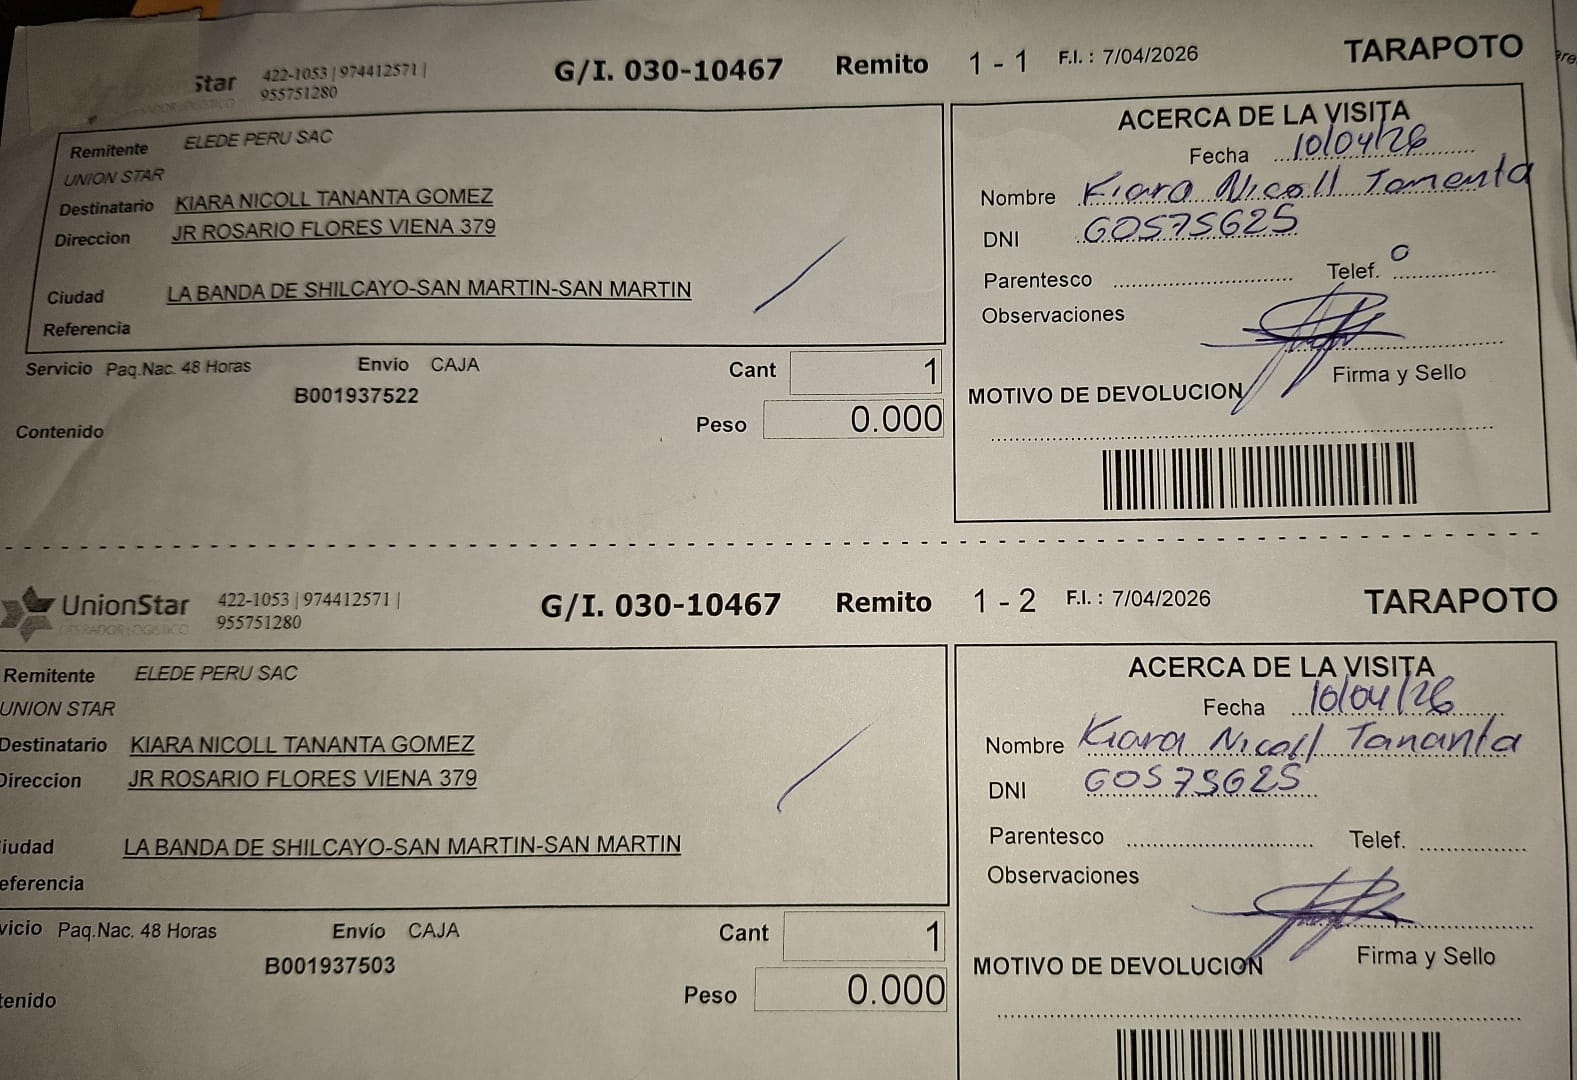 Star 422-1053 | 974412571 | G/I. 030-10467 Remito 1 - 1 F.I. : 7/04/2026 TARAPOTO
955751280
Remitente ELEDE PERU SAC
UNION STAR
Destinatario KIARA NICOLL TANANTA GOMEZ
Direccion JR ROSARIO FLORES VIENA 379
Ciudad LA BANDA DE SHILCAYO-SAN MARTIN-SAN MARTIN
Referencia
Servicio Paq.Nac. 48 Horas Envío CAJA Cant 1
B001937522
Peso 0.000
Contenido
ACERCA DE LA VISITA
Fecha 10/04/26
Nombre Kiara Nicoll Tananta
DNI 60575625
Parentesco Telef.
Observaciones
Firma y Sello
MOTIVO DE DEVOLUCION
UnionStar 422-1053 | 974412571 | G/I. 030-10467 Remito 1 - 2 F.I. : 7/04/2026 TARAPOTO
OPERADOR LOGISTICO 955751280
Remitente ELEDE PERU SAC
UNION STAR
Destinatario KIARA NICOLL TANANTA GOMEZ
Direccion JR ROSARIO FLORES VIENA 379
iudad LA BANDA DE SHILCAYO-SAN MARTIN-SAN MARTIN
eferencia
vicio Paq.Nac. 48 Horas Envío CAJA Cant 1
B001937503
Peso 0.000
tenido
ACERCA DE LA VISITA
Fecha 10/04/26
Nombre Kiara Nicoll Tananta
DNI 60575625
Parentesco Telef.
Observaciones
Firma y Sello
MOTIVO DE DEVOLUCION